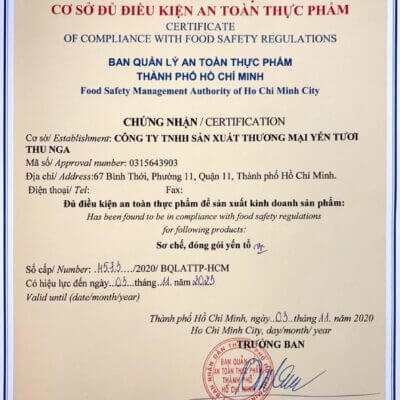 CƠ SỞ ĐỦ ĐIỀU KIỆN AN TOÀN THỰC PHẨM
CERTIFICATE
OF COMPLIANCE WITH FOOD SAFETY REGULATIONS
BAN QUẢN LÝ AN TOÀN THỰC PHẨM
THÀNH PHỐ HỒ CHÍ MINH
Food Safety Management Authority of Ho Chi Minh City
CHỨNG NHẬN / CERTIFICATION
Cơ sở/ Establishment: CÔNG TY TNHH SẢN XUẤT THƯƠNG MẠI YẾN TƯƠI
THU NGA
Mã số/ Approval number: 0315643903
Địa chỉ/ Address:67 Bình Thới, Phường 11, Quận 11, Thành phố Hồ Chí Minh.
Điện thoại/ Tel: Fax:
Đủ điều kiện an toàn thực phẩm để sản xuất kinh doanh sản phẩm:
Has been found to be in compliance with food safety regulations
for following products:
Sơ chế, đóng gói yến tổ
Số cấp/ Number: 4573 /2020/ BQLATTP-HCM
Có hiệu lực đến ngày 03 tháng 11 năm 2023
Valid until (date/month/year)
Thành phố Hồ Chí Minh, ngày 03 tháng 11 năm 2020
Ho Chi Minh City, day/month/ year
TRƯỞNG BAN
BAN QUẢN LÝ
AN TOÀN THỰC PHẨM
THÀNH PHỐ
HỒ CHÍ MINH